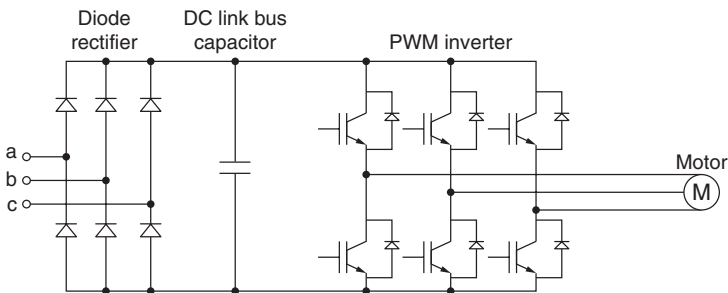 Diode
rectifier
DC link bus
capacitor
PWM inverter
a
b
c
Motor
M